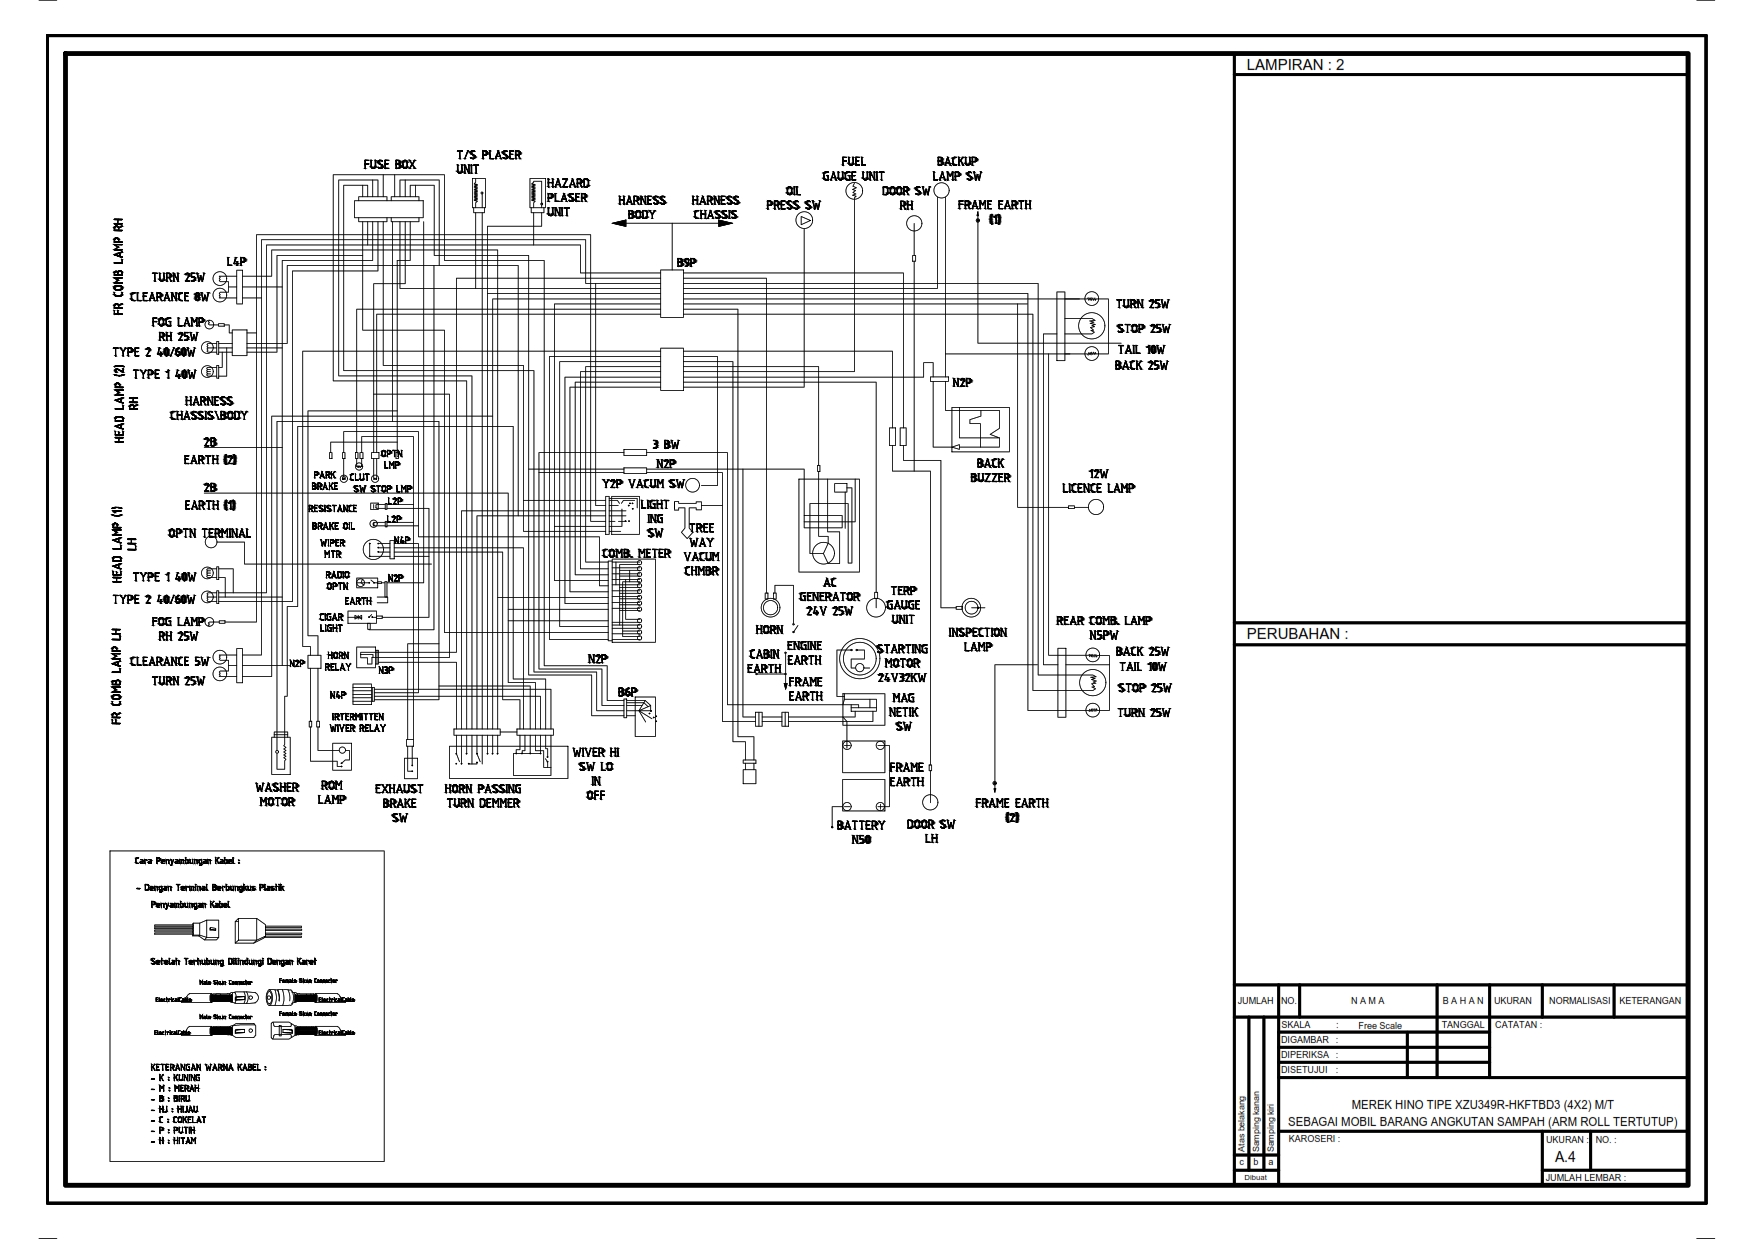 LAMPIRAN : 2
FUSE BOX
T/S PLASER
UNIT
HAZARD
PLASER
UNIT
HARNESS
BODY
HARNESS
CHASSIS
OIL
PRESS SW
FUEL
GAUGE UNIT
DOOR SW
RH
BACKUP
LAMP SW
FRAME EARTH
(1)
FR COMB LAMP RH
L4P
TURN 25W
CLEARANCE 8W
FOG LAMP
RH 25W
TYPE 2 40/60W
TYPE 1 40W
HEAD LAMP (2)
RH
HARNESS
CHASSIS\BODY
2B
EARTH (2)
2B
EARTH (1)
OPTN TERMINAL
HEAD LAMP (1)
LH
TYPE 1 40W
TYPE 2 40/60W
FOG LAMP
RH 25W
FR COMB LAMP LH
CLEARANCE 5W
TURN 25W
B9P
TURN 25W
STOP 25W
TAIL 10W
BACK 25W
N2P
BACK
BUZZER
12W
LICENCE LAMP
OPTN
LMP
PARK
BRAKE
CLUT
SW STOP LMP
RESISTANCE
L2P
BRAKE OIL
L2P
WIPER
MTR
N4P
RADIO
OPTN
N2P
EARTH
CIGAR
LIGHT
HORN
RELAY
N3P
N2P
N4P
IRTERMITTEN
WIVER RELAY
3 BW
N2P
Y2P VACUM SW
LIGHT
ING
SW
TREE
WAY
VACUM
CHMBR
COMB. METER
AC
GENERATOR
24V 25W
TERP
GAUGE
UNIT
HORN
ENGINE
EARTH
CABIN
EARTH
FRAME
EARTH
STARTING
MOTOR
24V32KW
MAG
NETIK
SW
INSPECTION
LAMP
REAR COMB. LAMP
N5PW
BACK 25W
TAIL 10W
STOP 25W
TURN 25W
N2P
B6P
WASHER
MOTOR
ROM
LAMP
EXHAUST
BRAKE
SW
HORN PASSING
TURN DEMMER
WIVER HI
SW LO
IN
OFF
FRAME
EARTH
BATTERY
N50
DOOR SW
LH
FRAME EARTH
(2)
Cara Penyambungan Kabel :
- Dengan Terminal Berbungkus Plastik
Penyambungan Kabel
Setelah Terhubung Dilindungi Dengan Karet
ElectricalCable
ElectricalCable
ElectricalCable
ElectricalCable
KETERANGAN WARNA KABEL :
- K : KUNING
- M : MERAH
- B : BIRU
- HJ : HIJAU
- C : COKELAT
- P : PUTIH
- H : HITAM
PERUBAHAN :
JUMLAH NO. N A M A B A H A N UKURAN NORMALISASI KETERANGAN
SKALA : Free Scale TANGGAL CATATAN :
DIGAMBAR :
DIPERIKSA :
DISETUJUI :
Atas belakang
Samping kanan
Samping kiri
c b a
Dibuat
MEREK HINO TIPE XZU349R-HKFTBD3 (4X2) M/T
SEBAGAI MOBIL BARANG ANGKUTAN SAMPAH (ARM ROLL TERTUTUP)
KAROSERI :
UKURAN : NO. :
A.4
JUMLAH LEMBAR :